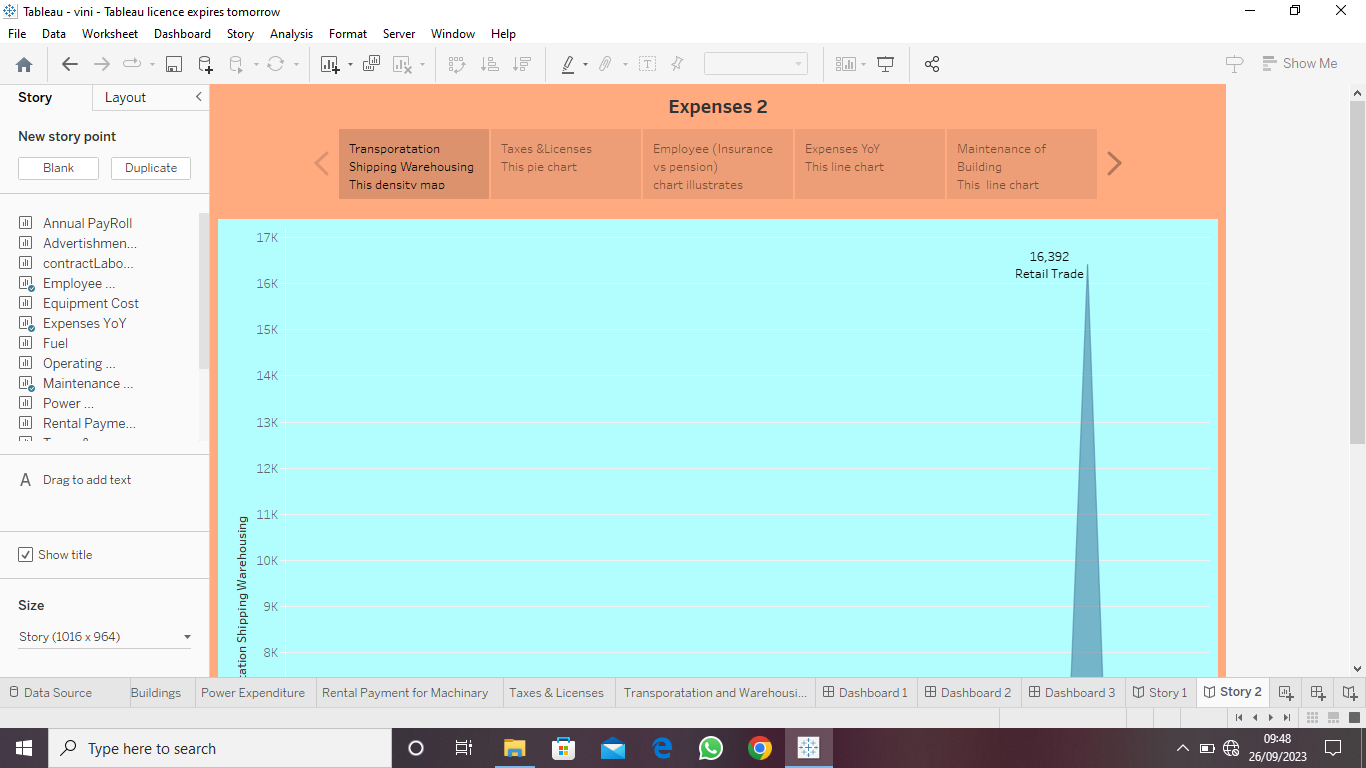 Tableau - vini - Tableau licence expires tomorrow
File Data Worksheet Dashboard Story Analysis Format Server Window Help
Show Me
Story Layout
New story point
Blank Duplicate
Annual PayRoll
Advertishmen...
contractLabo...
Employee ...
Equipment Cost
Expenses YoY
Fuel
Operating ...
Maintenance ...
Power ...
Rental Payme...
A Drag to add text
Show title
Size
Story (1016 x 964)
Expenses 2
Transporatation
Shipping Warehousing
This density map
Taxes &Licenses
This pie chart
Employee (Insurance
vs pension)
chart illustrates
Expenses YoY
This line chart
Maintenance of
Building
This line chart
17K
16K
15K
14K
13K
12K
11K
10K
9K
8K
16,392
Retail Trade
tation Shipping Warehousing
Data Source Buildings Power Expenditure Rental Payment for Machinary Taxes & Licenses Transporatation and Warehousi... Dashboard 1 Dashboard 2 Dashboard 3 Story 1 Story 2
Type here to search
09:48
26/09/2023